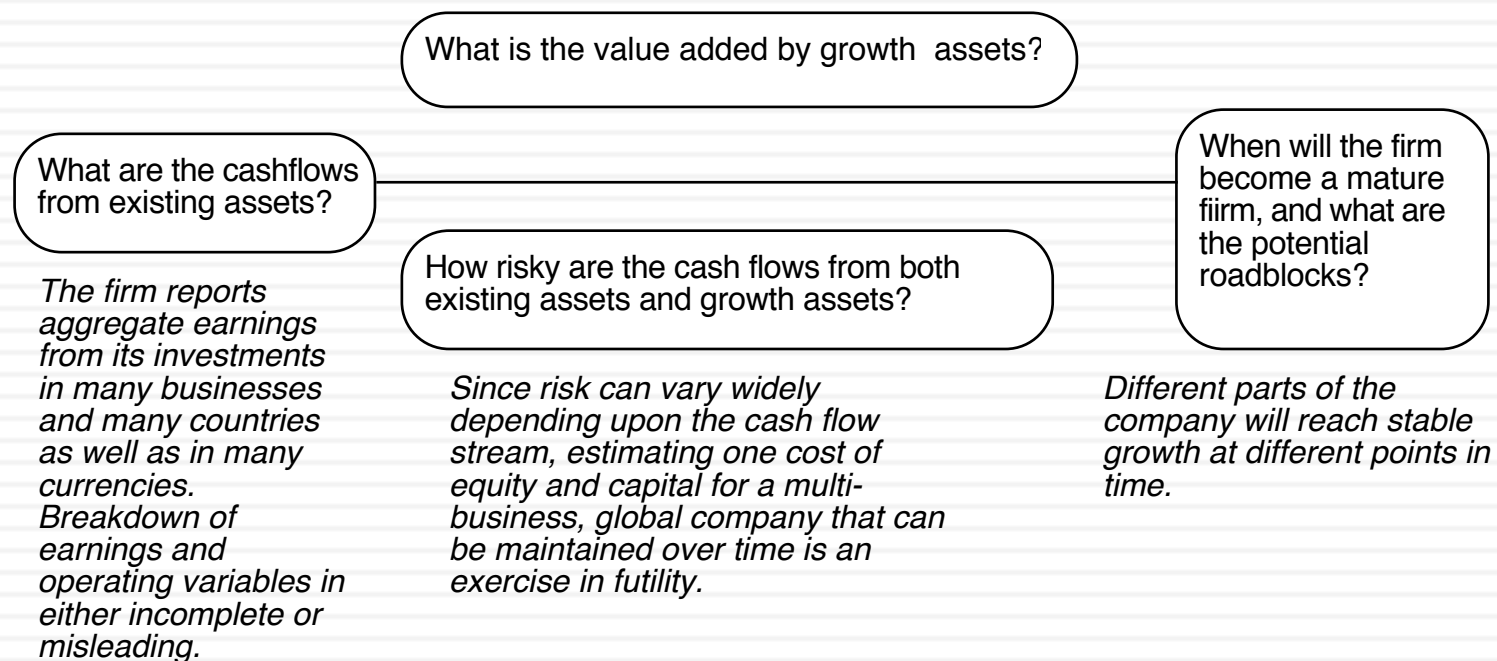 What is the value added by growth  assets?
What are the cashflows
from existing assets?
When will the firm
become a mature
fiirm, and what are
the potential
roadblocks?
How risky are the cash flows from both
existing assets and growth assets?
The firm reports
aggregate earnings
from its investments
in many businesses
and many countries
as well as in many
currencies.
Breakdown of
earnings and
operating variables in
either incomplete or
misleading.
Since risk can vary widely
depending upon the cash flow
stream, estimating one cost of
equity and capital for a multi-
business, global company that can
be maintained over time is an
exercise in futility.
Different parts of the
company will reach stable
growth at different points in
time.